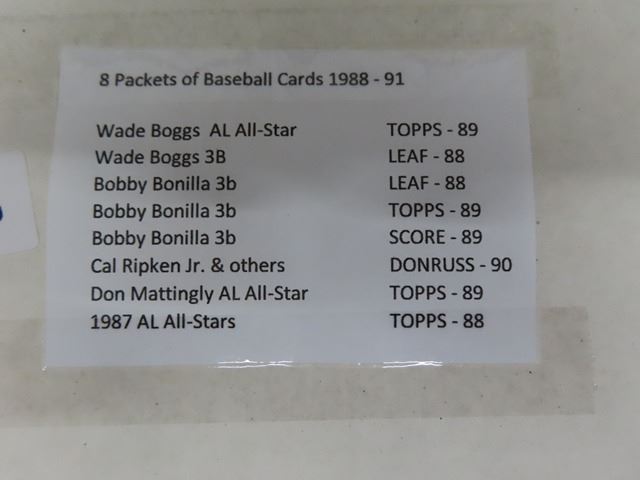 8 Packets of Baseball Cards 1988 - 91
Wade Boggs AL All-Star TOPPS - 89
Wade Boggs 3B LEAF - 88
Bobby Bonilla 3b LEAF - 88
Bobby Bonilla 3b TOPPS - 89
Bobby Bonilla 3b SCORE - 89
Cal Ripken Jr. & others DONRUSS - 90
Don Mattingly AL All-Star TOPPS - 89
1987 AL All-Stars TOPPS - 88